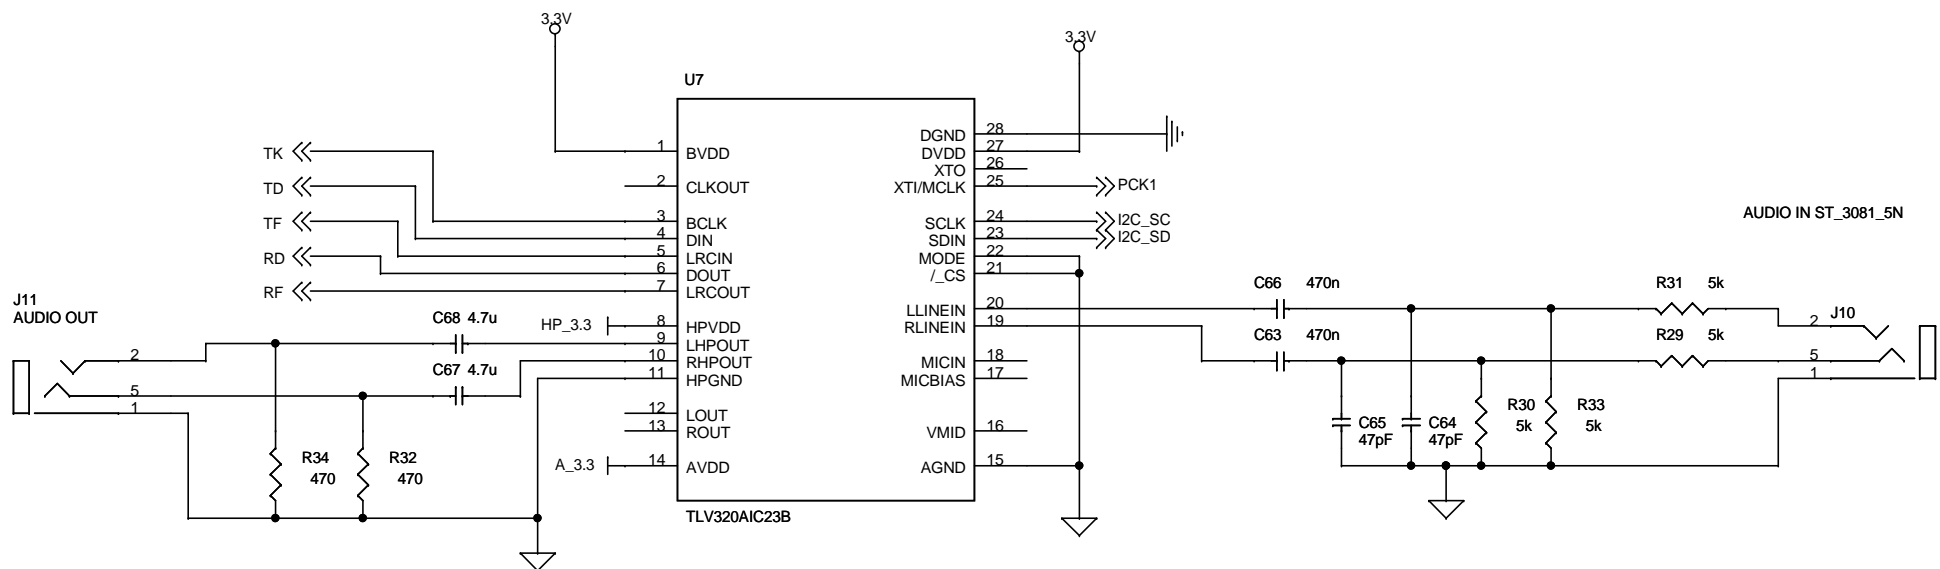 3.3V
3.3V
U7
TK
TD
TF
RD
RF
J11
AUDIO OUT
C68 4.7u
HP_3.3
C67 4.7u
2
5
1
R34
470
R32
470
A_3.3
1 BVDD
2 CLKOUT
3 BCLK
4 DIN
5 LRCIN
6 DOUT
7 LRCOUT
8 HPVDD
9 LHPOUT
10 RHPOUT
11 HPGND
12 LOUT
13 ROUT
14 AVDD
DGND 28
DVDD 27
XTO 26
XTI/MCLK 25
SCLK 24
SDIN 23
MODE 22
/_CS 21
LLINEIN 20
RLINEIN 19
MICIN 18
MICBIAS 17
VMID 16
AGND 15
TLV320AIC23B
PCK1
I2C_SC
I2C_SD
AUDIO IN ST_3081_5N
C66 470n
R31 5k
C63 470n
R29 5k
J10
2
5
1
C65
47pF
C64
47pF
R30
5k
R33
5k